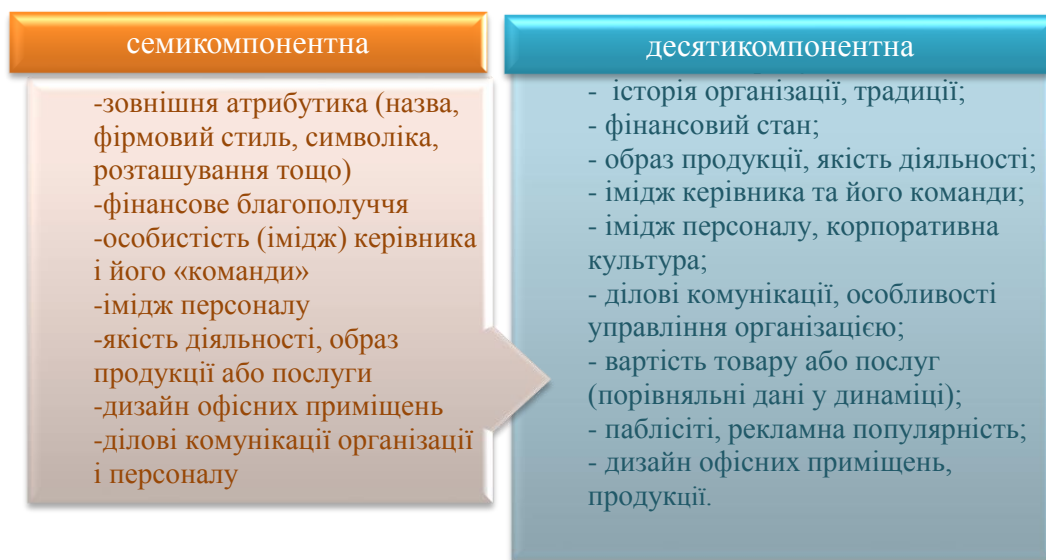 семикомпонентна
-зовнішня атрибутика (назва,
фірмовий стиль, символіка,
розташування тощо)
-фінансове благополуччя
-особистість (імідж) керівника
і його «команди»
-імідж персоналу
-якість діяльності, образ
продукції або послуги
-дизайн офісних приміщень
-ділові комунікації організації
і персоналу
десятикомпонентна
- історія організації, традиції;
- фінансовий стан;
- образ продукції, якість діяльності;
- імідж керівника та його команди;
- імідж персоналу, корпоративна
культура;
- ділові комунікації, особливості
управління організацією;
- вартість товару або послуг
(порівняльні дані у динаміці);
- паблісіті, рекламна популярність;
- дизайн офісних приміщень,
продукції.